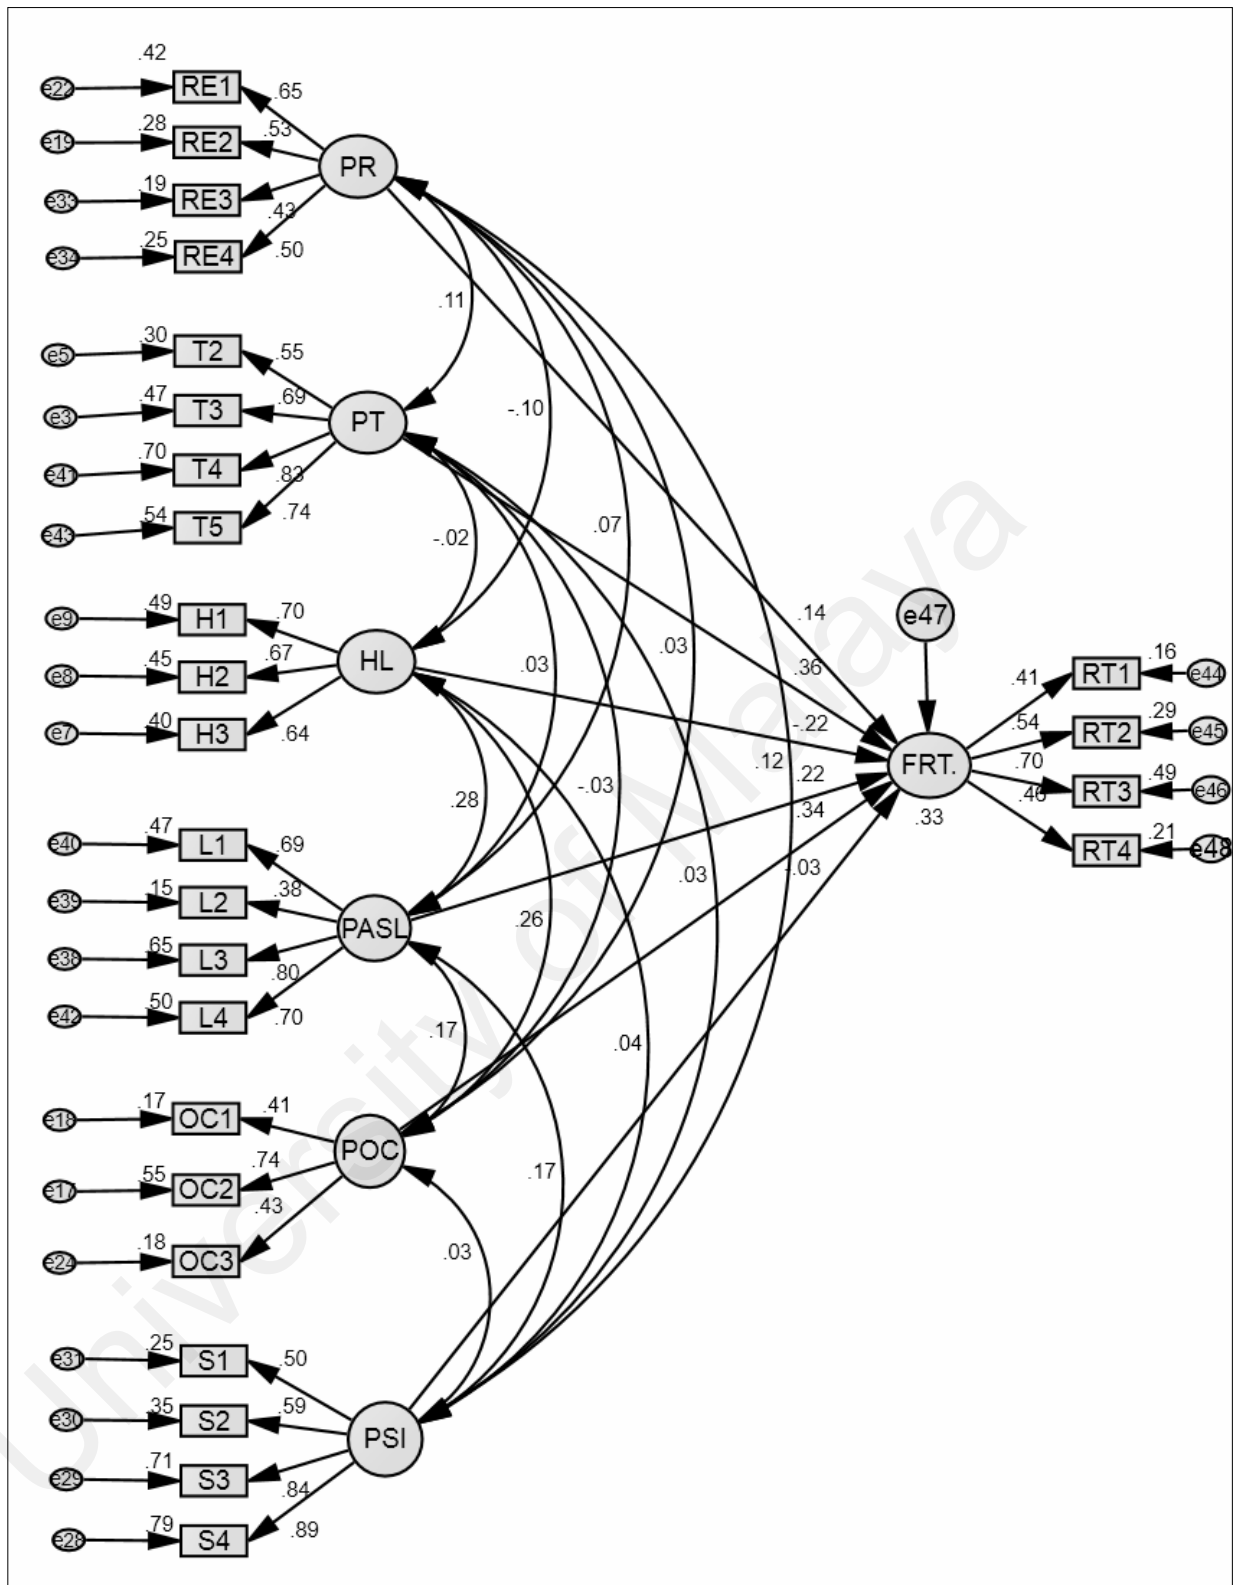 .42
e22 RE1 .65
.28
e19 RE2 .53
PR
.19
e33 RE3 .43
.25
e34 RE4 .50
.11
.30
e5 T2 .55
.47
e3 T3 .69
PT
-.10
.70
e41 T4 .83
.54
e43 T5 .74
-.02
.07
.49
e9 H1 .70
.14
e47
.45
e8 H2 .67
HL
.03
.03
.36
.40
e7 H3 .64
-.22
.41 RT1 .16 e44
.54 RT2 .29 e45
.12
.22
FRT.
.33
.70 RT3 .49 e46
.46 RT4 .21 e48
.28
-.03
.34
.47
e40 L1 .69
.15
e39 L2 .38
PASL
.03
-.03
.26
.65
e38 L3 .80
.50
e42 L4 .70
.17
.04
.17
e18 OC1 .41
POC
.55
e17 OC2 .74
.17
.18
e24 OC3 .43
.03
.25
e31 S1 .50
.35
e30 S2 .59
PSI
.71
e29 S3 .84
.79
e28 S4 .89
University of Malaya